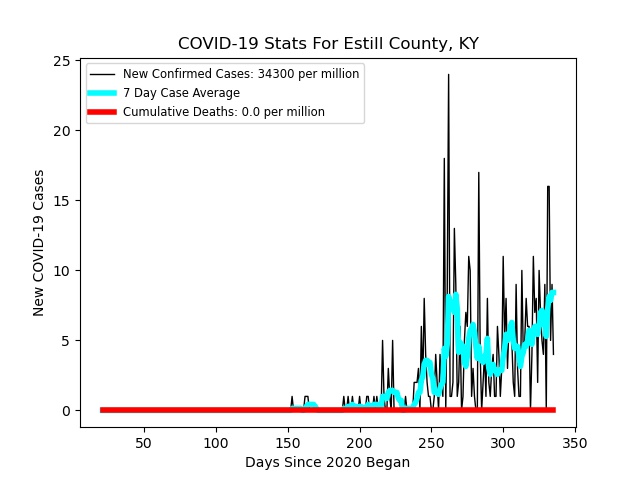 COVID-19 Stats For Estill County, KY
New Confirmed Cases: 34300 per million
7 Day Case Average
Cumulative Deaths: 0.0 per million
New COVID-19 Cases
25
20
15
10
5
0
50
100
150
200
250
300
350
Days Since 2020 Began